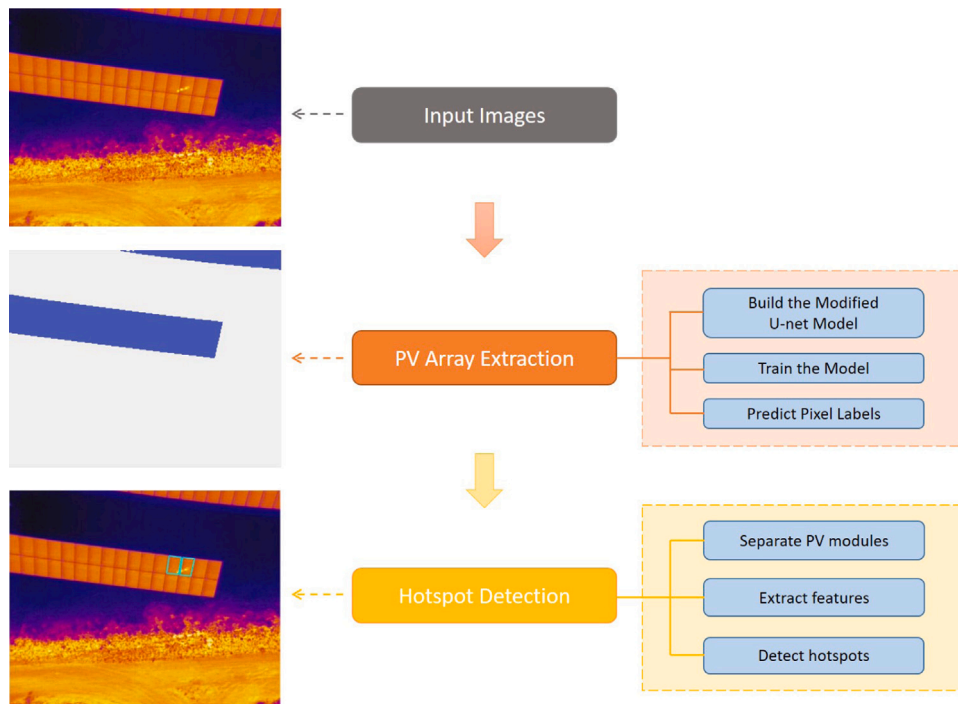 Input Images
PV Array Extraction
Build the Modified
U-net Model
Train the Model
Predict Pixel Labels
Hotspot Detection
Separate PV modules
Extract features
Detect hotspots